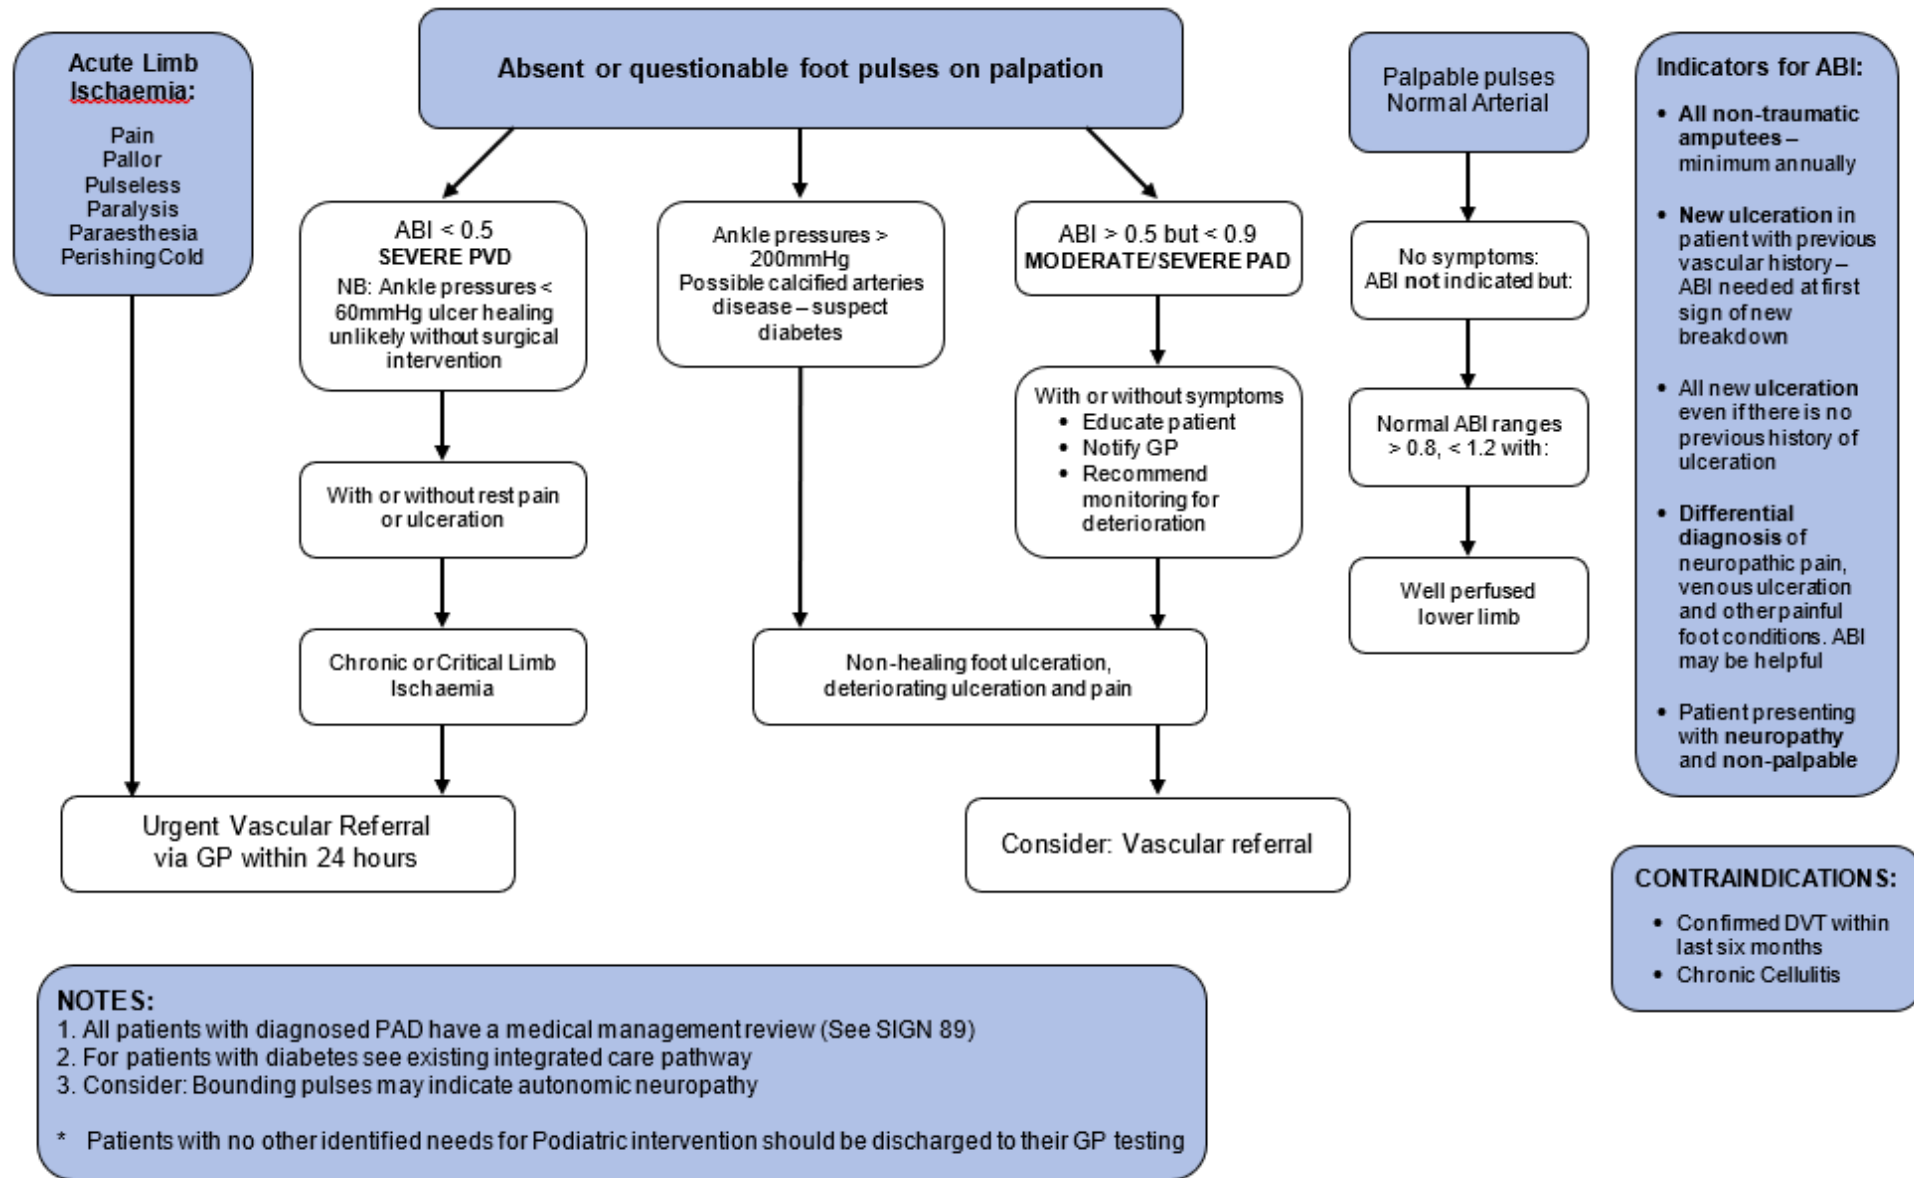 Acute Limb
Ischaemia:
Pain
Pallor
Pulseless
Paralysis
Paraesthesia
Perishing Cold
Absent or questionable foot pulses on palpation
ABI < 0.5
SEVERE PVD
NB: Ankle pressures <
60mmHg ulcer healing
unlikely without surgical
intervention
With or without rest pain
or ulceration
Chronic or Critical Limb
Ischaemia
Urgent Vascular Referral
via GP within 24 hours
Ankle pressures >
200mmHg
Possible calcified arteries
disease – suspect
diabetes
ABI > 0.5 but < 0.9
MODERATE/SEVERE PAD
With or without symptoms
• Educate patient
• Notify GP
• Recommend
monitoring for
deterioration
Non-healing foot ulceration,
deteriorating ulceration and pain
Consider: Vascular referral
Palpable pulses
Normal Arterial
No symptoms:
ABI not indicated but:
Normal ABI ranges
> 0.8, < 1.2 with:
Well perfused
lower limb
Indicators for ABI:
• All non-traumatic
amputees –
minimum annually
• New ulceration in
patient with previous
vascular history –
ABI needed at first
sign of new
breakdown
• All new ulceration
even if there is no
previous history of
ulceration
• Differential
diagnosis of
neuropathic pain,
venous ulceration
and other painful
foot conditions. ABI
may be helpful
• Patient presenting
with neuropathy
and non-palpable
CONTRAINDICATIONS:
• Confirmed DVT within
last six months
• Chronic Cellulitis
NOTES:
1. All patients with diagnosed PAD have a medical management review (See SIGN 89)
2. For patients with diabetes see existing integrated care pathway
3. Consider: Bounding pulses may indicate autonomic neuropathy
* Patients with no other identified needs for Podiatric intervention should be discharged to their GP testing